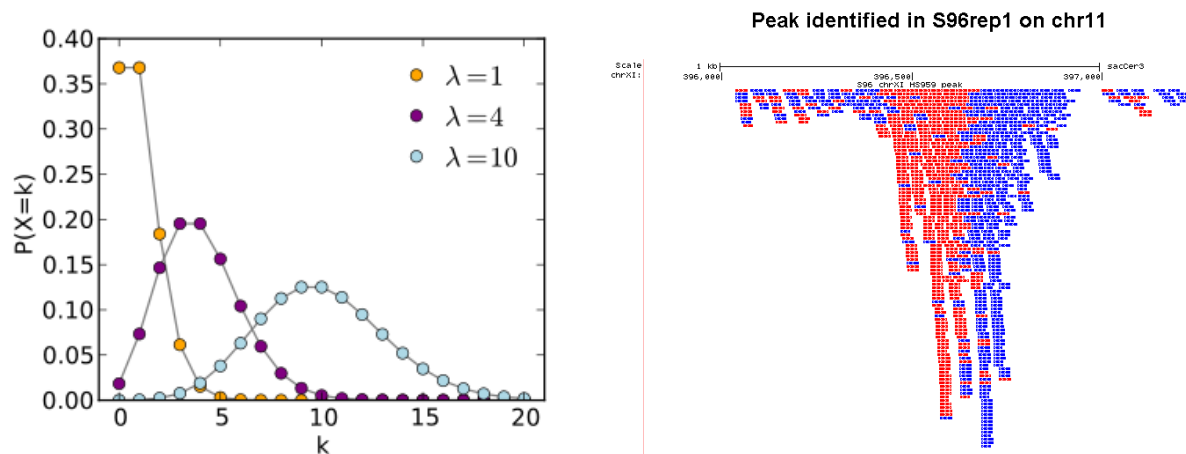 0.40
0.35
0.30
0.25
0.20
0.15
0.10
0.05
0.00
P(X=k)
0 5 10 15 20
k
λ=1
λ=4
λ=10
Peak identified in S96rep1 on chr11
Scale 1 kb sacCer3
chrXI: 396,000 396,500 397,000
S96 chrXI HS959 peak